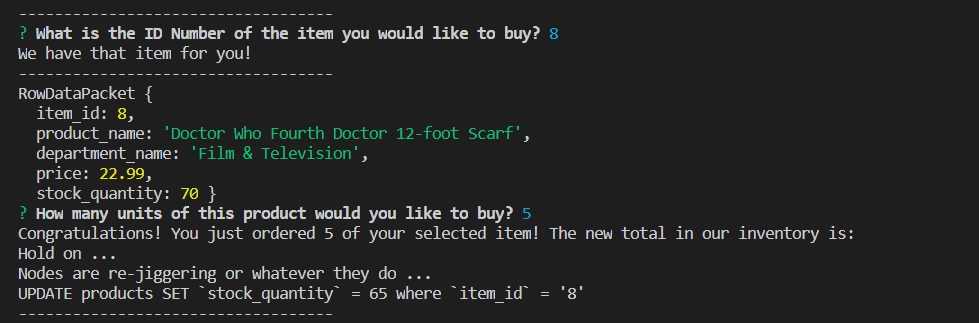 ---------------------------------
? What is the ID Number of the item you would like to buy? 8
We have that item for you!
---------------------------------
RowDataPacket {
  item_id: 8,
  product_name: 'Doctor Who Fourth Doctor 12-foot Scarf',
  department_name: 'Film & Television',
  price: 22.99,
  stock_quantity: 70 }
? How many units of this product would you like to buy? 5
Congratulations! You just ordered 5 of your selected item! The new total in our inventory is:
Hold on ...
Nodes are re-jiggering or whatever they do ...
UPDATE products SET `stock_quantity` = 65 where `item_id` = '8'
---------------------------------